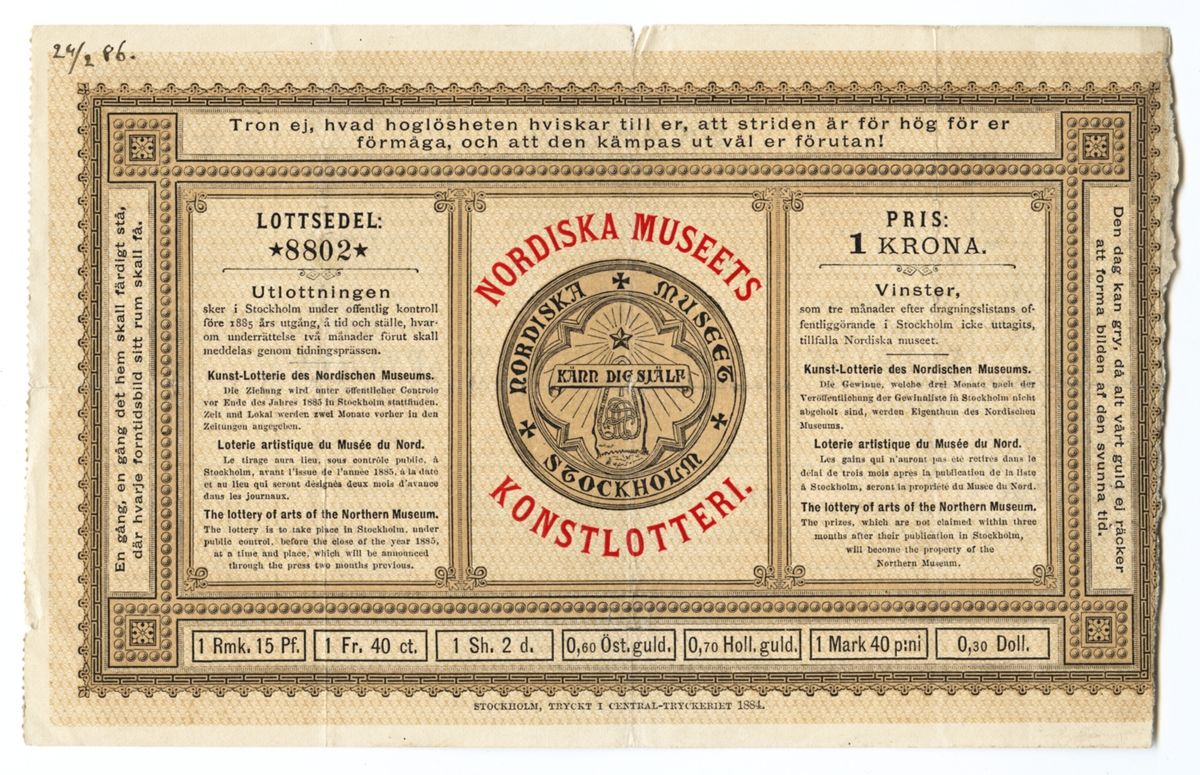 24/2 86.
Tron ej, hvad hoglösheten hviskar till er, att striden är för hög för er
förmåga, och att den kämpas ut väl er förutan!
En gång, en gång det hem skall färdigt stå,
där hvarje forntidsbild sitt rum skall få.
LOTTSEDEL:
★8802★
Utlottningen
sker i Stockholm under offentlig kontroll
före 1885 års utgång, å tid och ställe, hvar-
om underrättelse två månader förut skall
meddelas genom tidningsprässen.
Kunst-Lotterie des Nordischen Museums.
Die Ziehung wird unter öffentlicher Controle
vor Ende des Jahres 1885 in Stockholm stattfinden.
Zeit und Lokal werden zwei Monate vorher in den
Zeitungen angegeben.
Loterie artistique du Musée du Nord.
Le tirage aura lieu, sous contrôle public, à
Stockholm, avant l'issue de l'année 1885, à la date
et au lieu qui seront désignés deux mois d'avance
dans les journaux.
The lottery of arts of the Northern Museum.
The lottery is to take place in Stockholm, under
public control, before the close of the year 1885,
at a time and place, which will be announced
through the press two months previous.
NORDISKA MUSEETS
NORDISKA ✠ MUSEET
KÄNN DIG SJÄLF
✠ STOCKHOLM ✠
KONSTLOTTERI.
PRIS:
1 KRONA.
Vinster,
som tre månader efter dragningslistans of-
fentliggörande i Stockholm icke uttagits,
tillfalla Nordiska museet.
Kunst-Lotterie des Nordischen Museums.
Die Gewinne, welche drei Monate nach der
Veröffentlichung der Gewinnliste in Stockholm nicht
abgeholt sind, werden Eigenthum des Nordischen
Museums.
Loterie artistique du Musée du Nord.
Les gains qui n'auront pas été retirés dans le
délai de trois mois après la publication de la liste
à Stockholm, seront la propriété du Musée du Nord.
The lottery of arts of the Northern Museum.
The prizes, which are not claimed within three
months after their publication in Stockholm,
will become the property of the
Northern Museum.
Den dag kan gry, då alt vårt guld ej räcker
att forma bilden af den svunna tid.
1 Rmk. 15 Pf.
1 Fr. 40 ct.
1 Sh. 2 d.
0,60 Öst. guld.
0,70 Holl. guld.
1 Mark 40 p:ni
0,30 Doll.
STOCKHOLM, TRYCKT I CENTRAL-TRYCKERIET 1884.